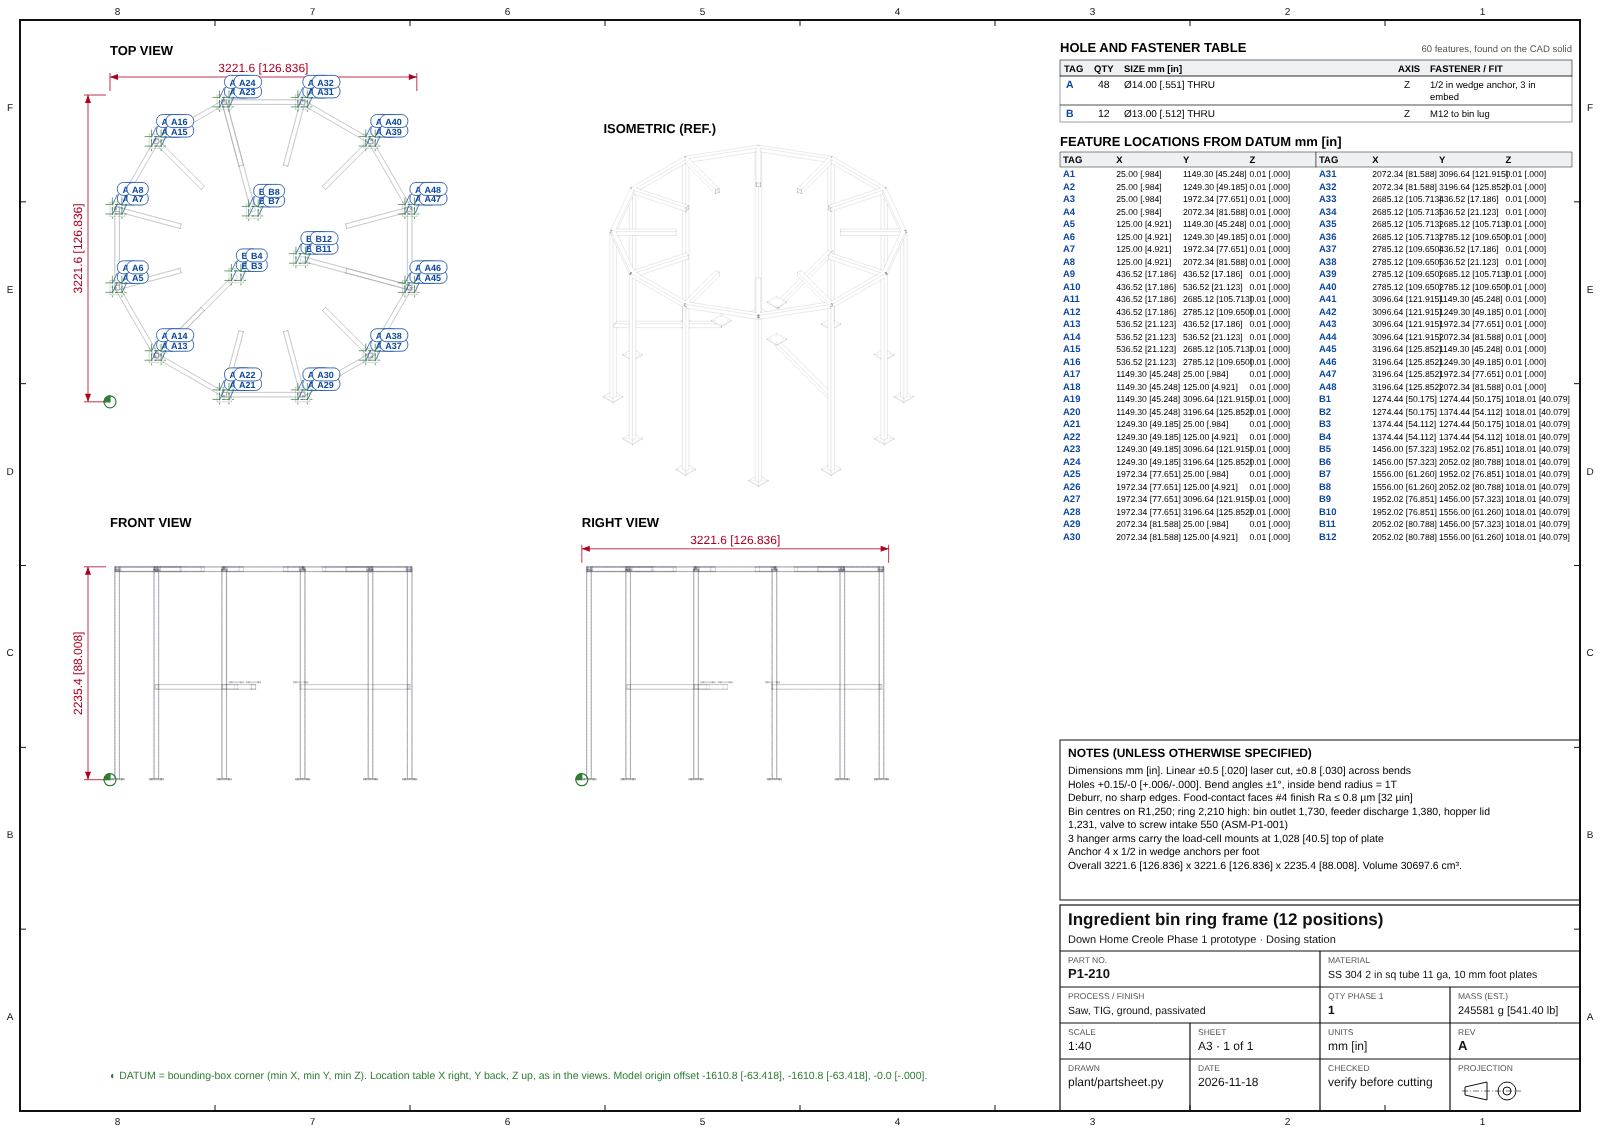 8 7 6 5 4 3 2 1
TOP VIEW
3221.6 [126.836]
3221.6 [126.836]
A24
A23
A32
A31
A16
A15
A40
A39
A8
A7
B8
B7
A48
A47
B12
B11
B4
B3
A6
A5
A46
A45
A14
A13
A38
A37
A22
A21
A30
A29
ISOMETRIC (REF.)
FRONT VIEW
2235.4 [88.008]
RIGHT VIEW
3221.6 [126.836]
HOLE AND FASTENER TABLE
60 features, found on the CAD solid
TAG QTY SIZE mm [in] AXIS FASTENER / FIT
A 48 Ø14.00 [.551] THRU Z 1/2 in wedge anchor, 3 in
embed
B 12 Ø13.00 [.512] THRU Z M12 to bin lug
FEATURE LOCATIONS FROM DATUM mm [in]
TAG X Y Z TAG X Y Z
A1 25.00 [.984] 1149.30 [45.248] 0.01 [.000] A31 2072.34 [81.588] 3096.64 [121.915] 0.01 [.000]
A2 25.00 [.984] 1249.30 [49.185] 0.01 [.000] A32 2072.34 [81.588] 3196.64 [125.852] 0.01 [.000]
A3 25.00 [.984] 1972.34 [77.651] 0.01 [.000] A33 2685.12 [105.713] 436.52 [17.186] 0.01 [.000]
A4 25.00 [.984] 2072.34 [81.588] 0.01 [.000] A34 2685.12 [105.713] 536.52 [21.123] 0.01 [.000]
A5 125.00 [4.921] 1149.30 [45.248] 0.01 [.000] A35 2685.12 [105.713] 2685.12 [105.713] 0.01 [.000]
A6 125.00 [4.921] 1249.30 [49.185] 0.01 [.000] A36 2685.12 [105.713] 2785.12 [109.650] 0.01 [.000]
A7 125.00 [4.921] 1972.34 [77.651] 0.01 [.000] A37 2785.12 [109.650] 436.52 [17.186] 0.01 [.000]
A8 125.00 [4.921] 2072.34 [81.588] 0.01 [.000] A38 2785.12 [109.650] 536.52 [21.123] 0.01 [.000]
A9 436.52 [17.186] 436.52 [17.186] 0.01 [.000] A39 2785.12 [109.650] 2685.12 [105.713] 0.01 [.000]
A10 436.52 [17.186] 536.52 [21.123] 0.01 [.000] A40 2785.12 [109.650] 2785.12 [109.650] 0.01 [.000]
A11 436.52 [17.186] 2685.12 [105.713] 0.01 [.000] A41 3096.64 [121.915] 1149.30 [45.248] 0.01 [.000]
A12 436.52 [17.186] 2785.12 [109.650] 0.01 [.000] A42 3096.64 [121.915] 1249.30 [49.185] 0.01 [.000]
A13 536.52 [21.123] 436.52 [17.186] 0.01 [.000] A43 3096.64 [121.915] 1972.34 [77.651] 0.01 [.000]
A14 536.52 [21.123] 536.52 [21.123] 0.01 [.000] A44 3096.64 [121.915] 2072.34 [81.588] 0.01 [.000]
A15 536.52 [21.123] 2685.12 [105.713] 0.01 [.000] A45 3196.64 [125.852] 1149.30 [45.248] 0.01 [.000]
A16 536.52 [21.123] 2785.12 [109.650] 0.01 [.000] A46 3196.64 [125.852] 1249.30 [49.185] 0.01 [.000]
A17 1149.30 [45.248] 25.00 [.984] 0.01 [.000] A47 3196.64 [125.852] 1972.34 [77.651] 0.01 [.000]
A18 1149.30 [45.248] 125.00 [4.921] 0.01 [.000] A48 3196.64 [125.852] 2072.34 [81.588] 0.01 [.000]
A19 1149.30 [45.248] 3096.64 [121.915] 0.01 [.000] B1 1274.44 [50.175] 1274.44 [50.175] 1018.01 [40.079]
A20 1149.30 [45.248] 3196.64 [125.852] 0.01 [.000] B2 1274.44 [50.175] 1374.44 [54.112] 1018.01 [40.079]
A21 1249.30 [49.185] 25.00 [.984] 0.01 [.000] B3 1374.44 [54.112] 1274.44 [50.175] 1018.01 [40.079]
A22 1249.30 [49.185] 125.00 [4.921] 0.01 [.000] B4 1374.44 [54.112] 1374.44 [54.112] 1018.01 [40.079]
A23 1249.30 [49.185] 3096.64 [121.915] 0.01 [.000] B5 1456.00 [57.323] 1952.02 [76.851] 1018.01 [40.079]
A24 1249.30 [49.185] 3196.64 [125.852] 0.01 [.000] B6 1456.00 [57.323] 2052.02 [80.788] 1018.01 [40.079]
A25 1972.34 [77.651] 25.00 [.984] 0.01 [.000] B7 1556.00 [61.260] 1952.02 [76.851] 1018.01 [40.079]
A26 1972.34 [77.651] 125.00 [4.921] 0.01 [.000] B8 1556.00 [61.260] 2052.02 [80.788] 1018.01 [40.079]
A27 1972.34 [77.651] 3096.64 [121.915] 0.01 [.000] B9 1952.02 [76.851] 1456.00 [57.323] 1018.01 [40.079]
A28 1972.34 [77.651] 3196.64 [125.852] 0.01 [.000] B10 1952.02 [76.851] 1556.00 [61.260] 1018.01 [40.079]
A29 2072.34 [81.588] 25.00 [.984] 0.01 [.000] B11 2052.02 [80.788] 1456.00 [57.323] 1018.01 [40.079]
A30 2072.34 [81.588] 125.00 [4.921] 0.01 [.000] B12 2052.02 [80.788] 1556.00 [61.260] 1018.01 [40.079]
F F
E E
D D
C C
B B
A A
NOTES (UNLESS OTHERWISE SPECIFIED)
Dimensions mm [in]. Linear ±0.5 [.020] laser cut, ±0.8 [.030] across bends
Holes +0.15/-0 [+.006/-.000]. Bend angles ±1°, inside bend radius = 1T
Deburr, no sharp edges. Food-contact faces #4 finish Ra ≤ 0.8 µm [32 µin]
Bin centres on R1,250; ring 2,210 high: bin outlet 1,730, feeder discharge 1,380, hopper lid
1,231, valve to screw intake 550 (ASM-P1-001)
3 hanger arms carry the load-cell mounts at 1,028 [40.5] top of plate
Anchor 4 x 1/2 in wedge anchors per foot
Overall 3221.6 [126.836] x 3221.6 [126.836] x 2235.4 [88.008]. Volume 30697.6 cm³.
Ingredient bin ring frame (12 positions)
Down Home Creole Phase 1 prototype · Dosing station
PART NO. MATERIAL
P1-210 SS 304 2 in sq tube 11 ga, 10 mm foot plates
PROCESS / FINISH QTY PHASE 1 MASS (EST.)
Saw, TIG, ground, passivated 1 245581 g [541.40 lb]
SCALE SHEET UNITS REV
1:40 A3 · 1 of 1 mm [in] A
DRAWN DATE CHECKED PROJECTION
plant/partsheet.py 2026-11-18 verify before cutting
DATUM = bounding-box corner (min X, min Y, min Z). Location table X right, Y back, Z up, as in the views. Model origin offset -1610.8 [-63.418], -1610.8 [-63.418], -0.0 [-.000].
8 7 6 5 4 3 2 1